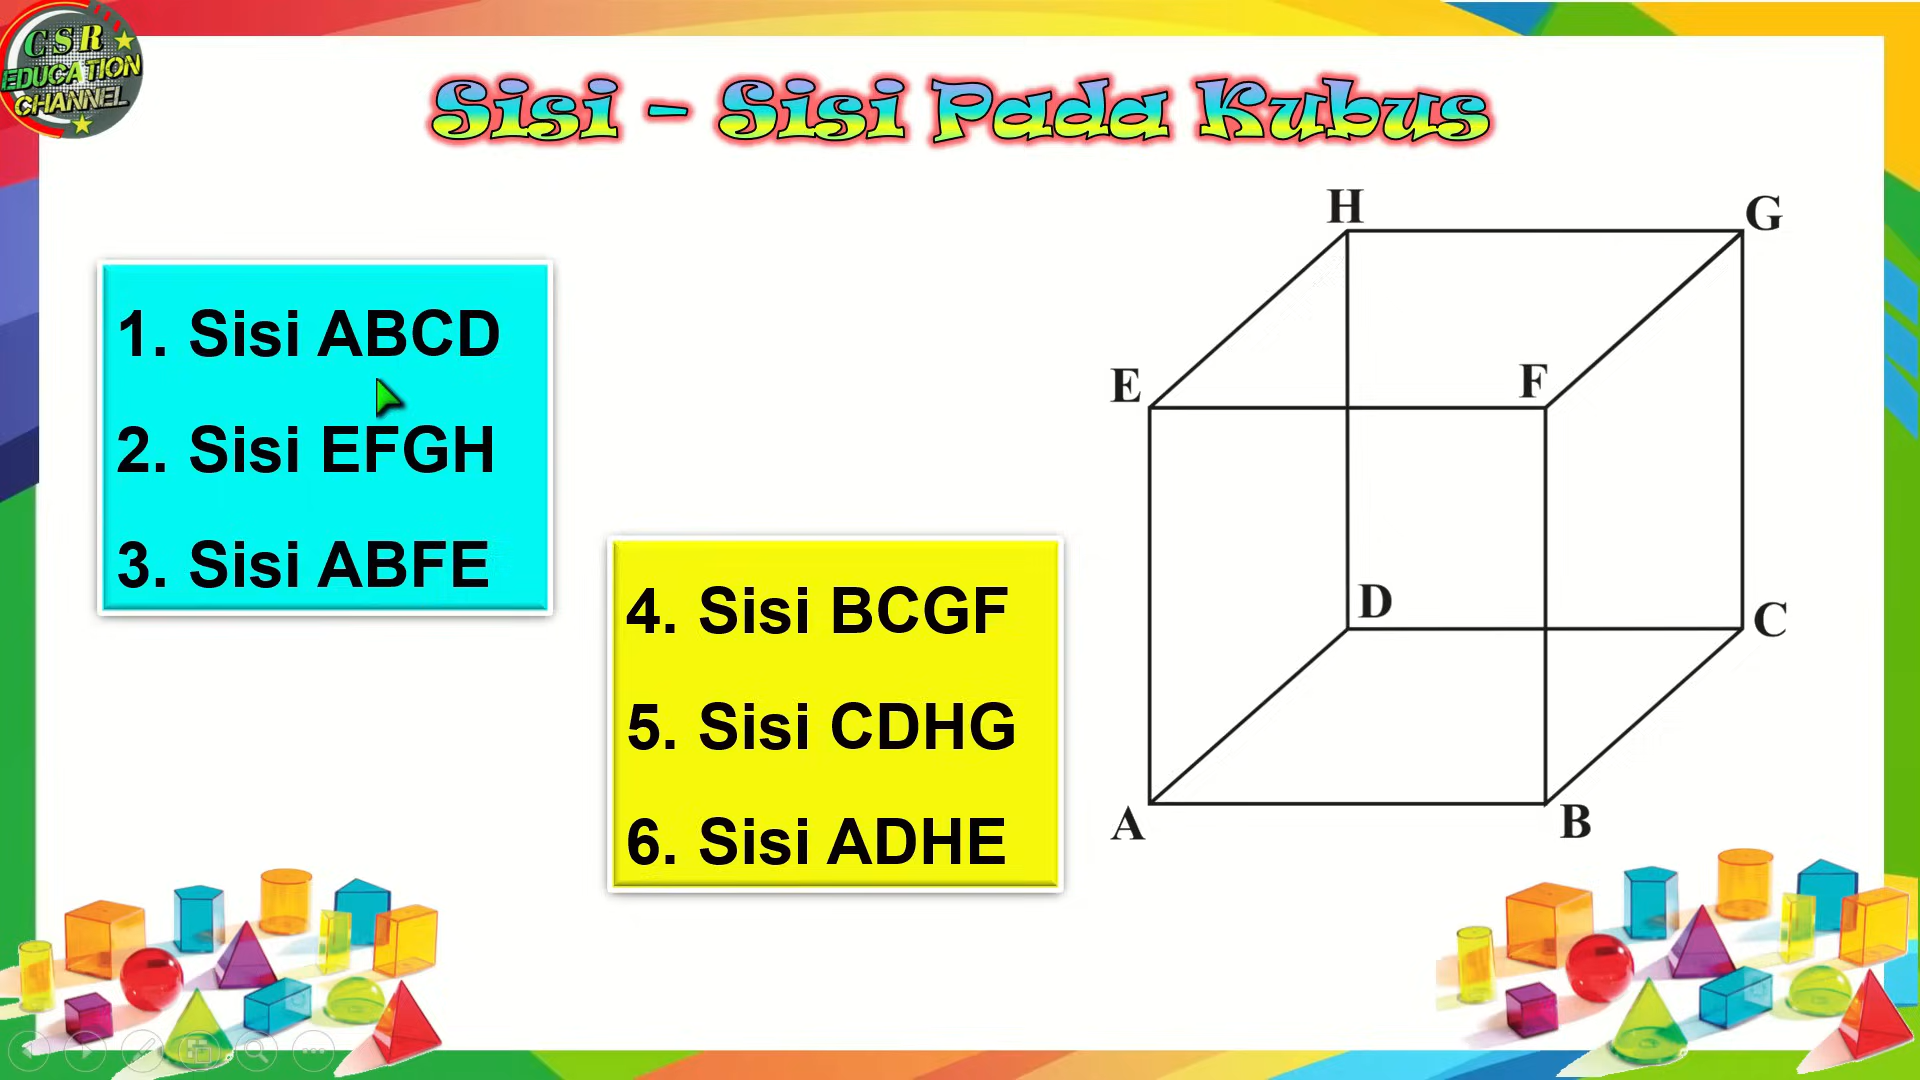 CSR
EDUCATION
CHANNEL
Sisi - Sisi Pada Kubus
1. Sisi ABCD
2. Sisi EFGH
3. Sisi ABFE
4. Sisi BCGF
5. Sisi CDHG
6. Sisi ADHE
H
G
E
F
D
C
A
B